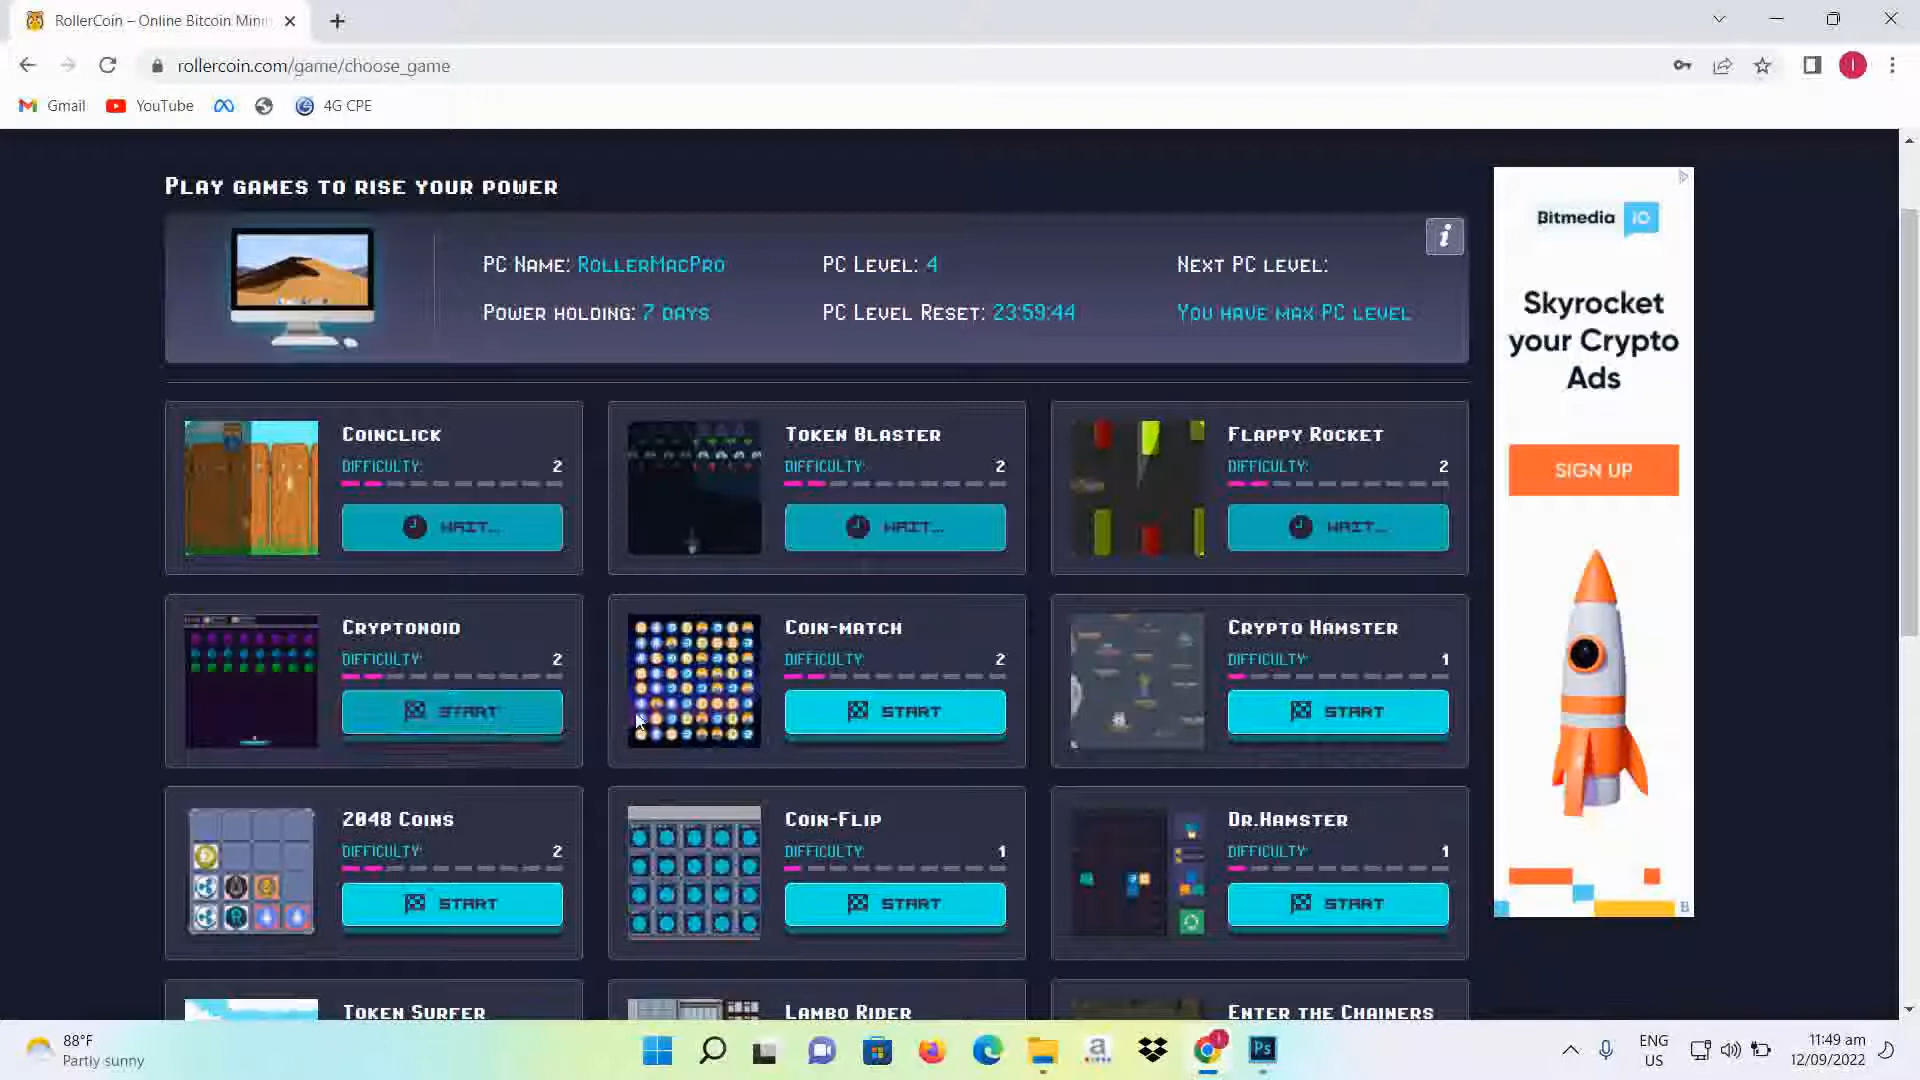 RollerCoin – Online Bitcoin Mini
rollercoin.com/game/choose_game
Gmail
YouTube
4G CPE
Play games to rise your power
PC Name: RollerMacPro
PC Level: 4
Next PC level:
Power holding: 7 days
PC Level Reset: 23:59:44
You have max PC level
i
Coinclick
Difficulty: 2
Wait...
Token Blaster
Difficulty: 2
Wait...
Flappy Rocket
Difficulty: 2
Wait...
Cryptonoid
Difficulty: 2
Start
Coin-match
Difficulty: 2
Start
Crypto Hamster
Difficulty: 1
Start
2048 Coins
Difficulty: 2
Start
Coin-Flip
Difficulty: 1
Start
Dr.Hamster
Difficulty: 1
Start
Token Surfer
Lambo Rider
Enter the Chainers
Bitmedia IO
Skyrocket
your Crypto
Ads
SIGN UP
B
88°F
Partly sunny
a
Ps
ENG
US
11:49 am
12/09/2022